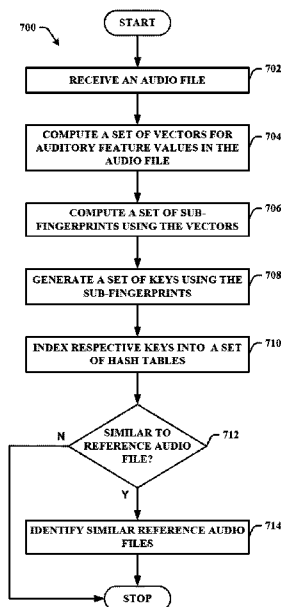 START
700
RECEIVE AN AUDIO FILE
702
COMPUTE A SET OF VECTORS FOR
AUDITORY FEATURE VALUES IN THE
AUDIO FILE
704
COMPUTE A SET OF SUB-
FINGERPRINTS USING THE VECTORS
706
GENERATE A SET OF KEYS USING THE
SUB-FINGERPRINTS
708
INDEX RESPECTIVE KEYS INTO A SET
OF HASH TABLES
710
SIMILAR TO
REFERENCE AUDIO
FILE?
712
N
Y
IDENTIFY SIMILAR REFERENCE AUDIO
FILES
714
STOP